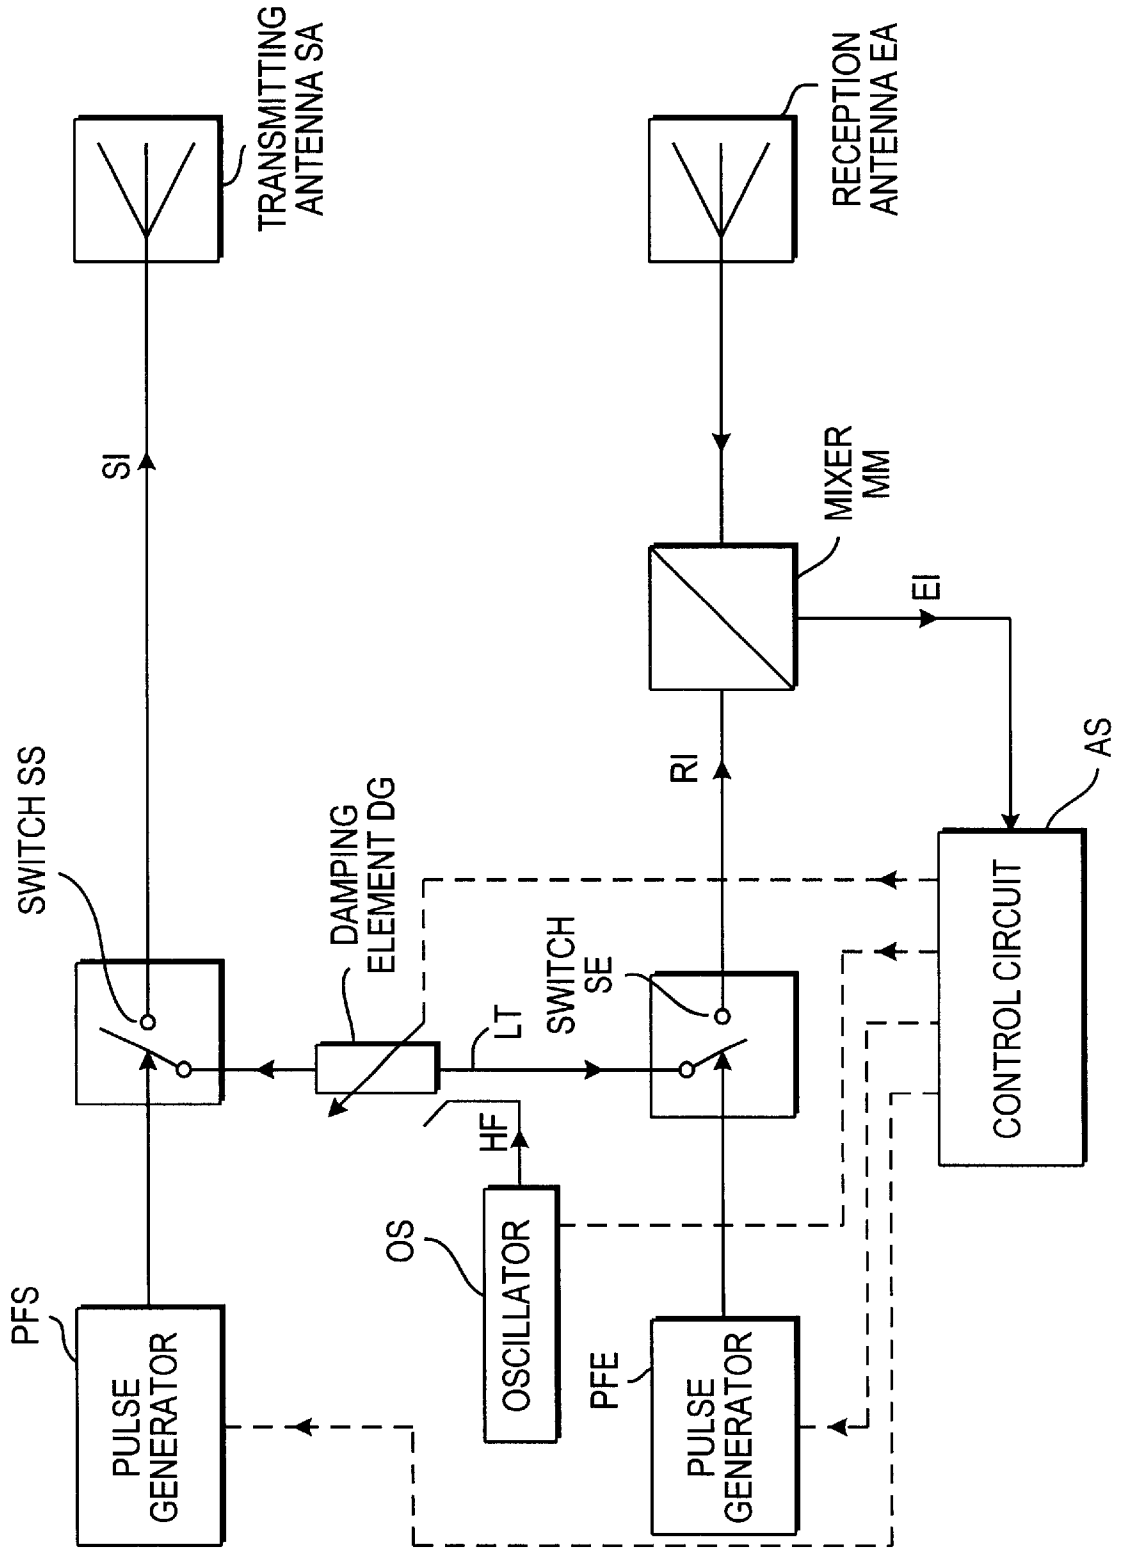 TRANSMITTING
ANTENNA SA
RECEPTION
ANTENNA EA
SI
MIXER
MM
EI
SWITCH SS
DAMPING
ELEMENT DG
RI
AS
SWITCH
SE
LT
CONTROL CIRCUIT
HF
OS
OSCILLATOR
PFS
PULSE
GENERATOR
PFE
PULSE
GENERATOR